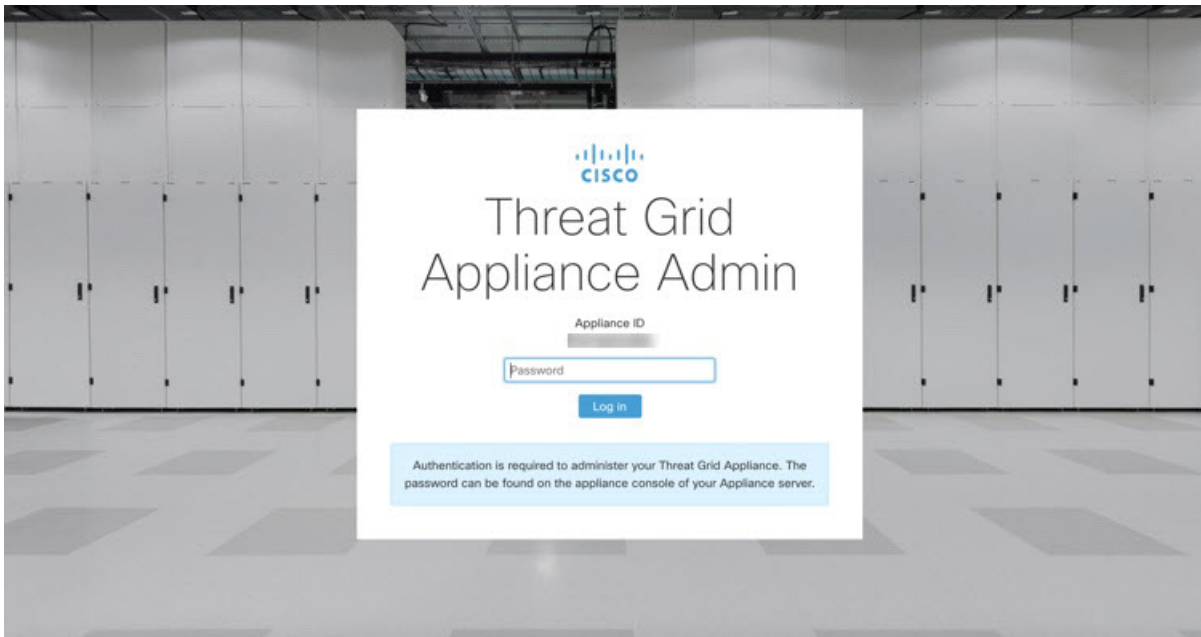 CISCO
Threat Grid
Appliance Admin
Appliance ID
Password
Log in
Authentication is required to administer your Threat Grid Appliance. The
password can be found on the appliance console of your Appliance server.